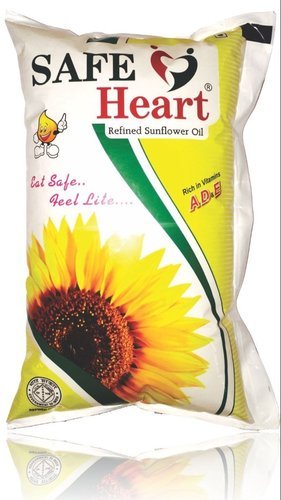 SAFE
Heart®
Refined Sunflower Oil
Eat Safe..
Feel Lite....
Rich in Vitamins
A,D&E